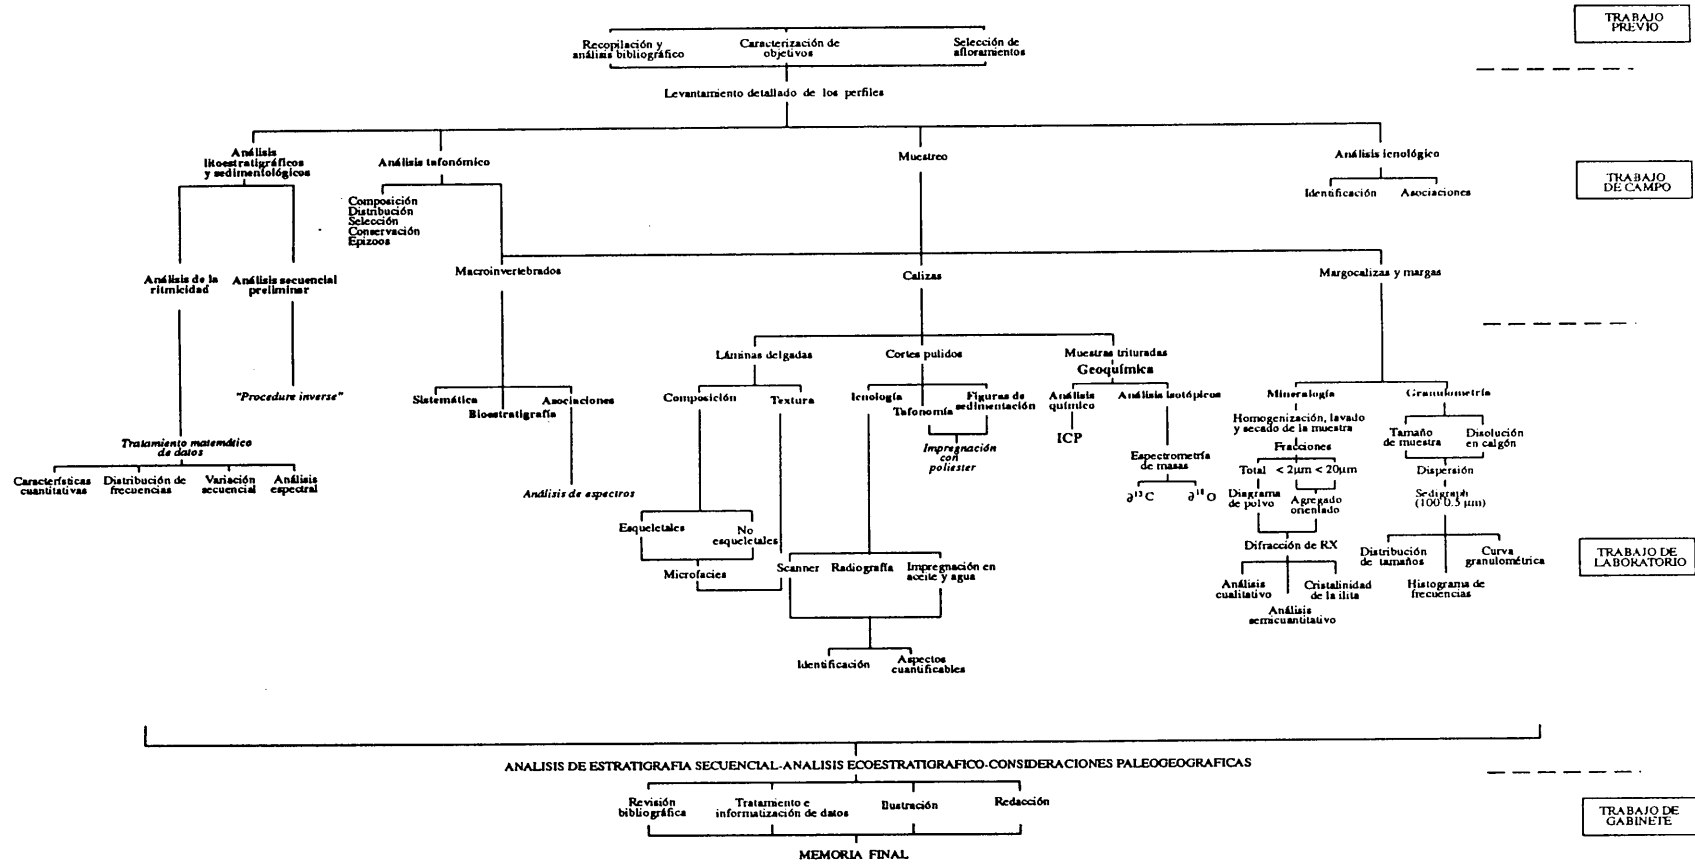 TRABAJO
PREVIO
Recopilación y
análisis bibliográfico
Caracterización de
objetivos
Selección de
afloramientos
Levantamiento detallado de los perfiles
Análisis
litoestratigráficos
y sedimentológicos
Análisis tafonómico
Muestreo
Análisis icnológico
TRABAJO
DE CAMPO
Composición
Distribución
Selección
Conservación
Epizoos
Identificación
Asociaciones
Análisis de la
ritmicidad
Análisis secuencial
preliminar
Macroinvertebrados
Calizas
Margocalizas y margas
Láminas delgadas
Cortes pulidos
Muestras trituradas
Geoquímica
"Procedure inverse"
Sistemática
Asociaciones
Bioestratigrafía
Composición
Textura
Icnología
Tafonomía
Figuras de
sedimentación
Análisis
químico
Análisis isotópicos
Mineralogía
Granulometría
Homogenización, lavado
y secado de la muestra
Tamaño
de muestra
Disolución
en calgón
ICP
Impregnación
con
poliester
Tratamiento matemático
de datos
Fracciones
Espectrometría
de masas
Total
< 2μm
< 20μm
Dispersión
Características
cuantitativas
Distribución de
frecuencias
Variación
secuencial
Análisis
espectral
Análisis de aspectros
∂¹³C
∂¹⁸O
Diagrama
de polvo
Agregado
orientado
Sedigraph
(100 0.5 μm)
Esqueletales
No
esqueletales
Difracción de RX
Distribución
de tamaños
Curva
granulométrica
TRABAJO DE
LABORATORIO
Microfacies
Scanner
Radiografía
Impregnación en
aceite y agua
Análisis
cualitativo
Cristalinidad
de la ilita
Histograma de
frecuencias
Análisis
semicuantitativo
Identificación
Aspectos
cuantificables
ANALISIS DE ESTRATIGRAFIA SECUENCIAL-ANALISIS ECOESTRATIGRAFICO-CONSIDERACIONES PALEOGEOGRAFICAS
Revisión
bibliográfica
Tratamiento e
informatización de datos
Ilustración
Redacción
TRABAJO DE
GABINETE
MEMORIA FINAL